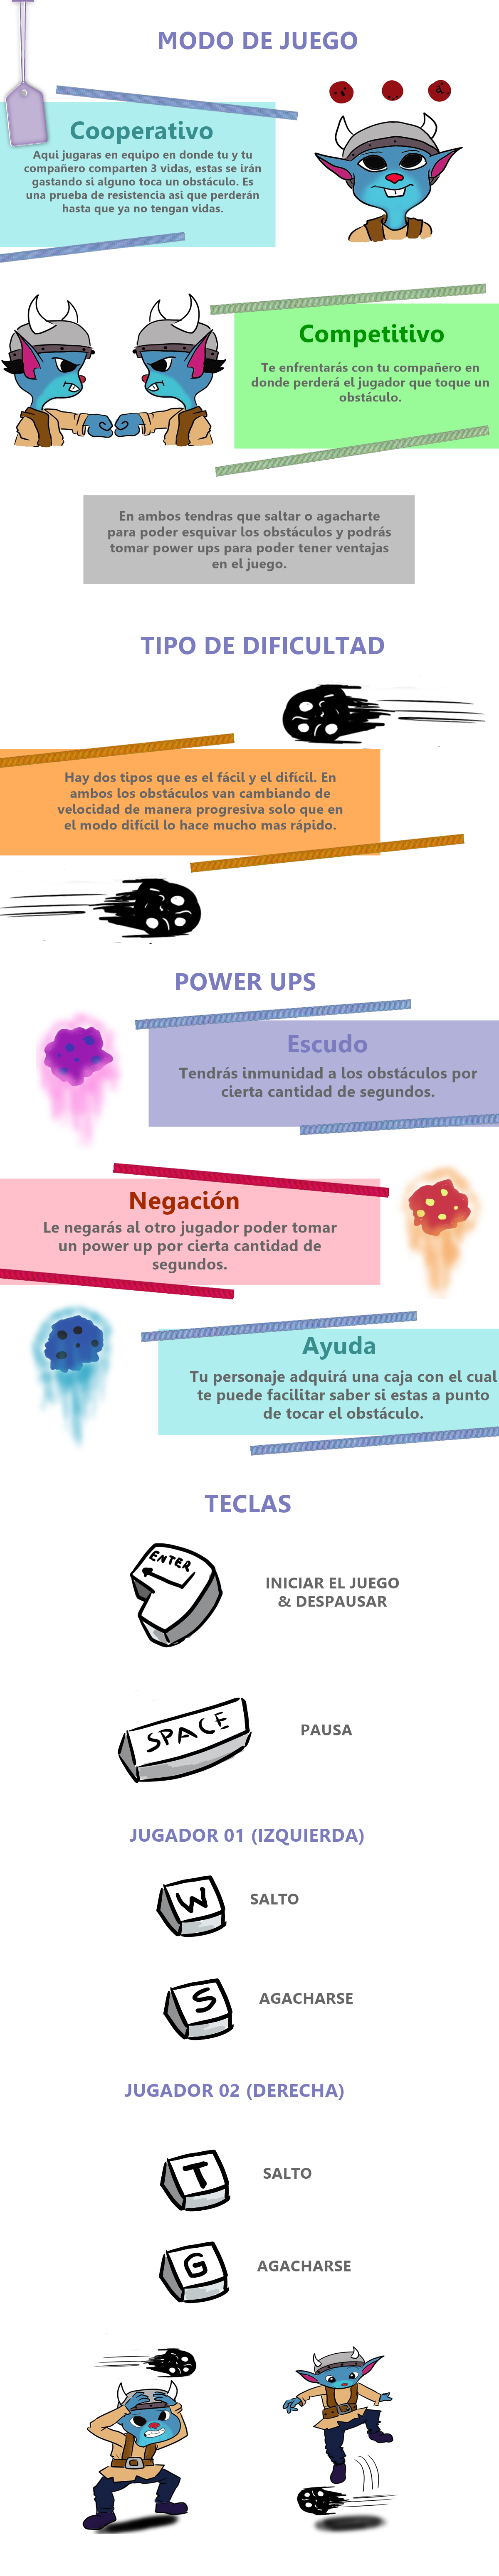 MODO DE JUEGO
Cooperativo
Aqui jugaras en equipo en donde tu y tu
compañero comparten 3 vidas, estas se irán
gastando si alguno toca un obstáculo. Es
una prueba de resistencia asi que perderán
hasta que ya no tengan vidas.
Competitivo
Te enfrentarás con tu compañero en
donde perderá el jugador que toque un
obstáculo.
En ambos tendras que saltar o agacharte
para poder esquivar los obstáculos y podrás
tomar power ups para poder tener ventajas
en el juego.
TIPO DE DIFICULTAD
Hay dos tipos que es el fácil y el difícil. En
ambos los obstáculos van cambiando de
velocidad de manera progresiva solo que en
el modo difícil lo hace mucho mas rápido.
POWER UPS
Escudo
Tendrás inmunidad a los obstáculos por
cierta cantidad de segundos.
Negación
Le negarás al otro jugador poder tomar
un power up por cierta cantidad de
segundos.
Ayuda
Tu personaje adquirá una caja con el cual
te puede facilitar saber si estas a punto
de tocar el obstáculo.
TECLAS
ENTER
INICIAR EL JUEGO
& DESPAUSAR
SPACE
PAUSA
JUGADOR 01 (IZQUIERDA)
W
SALTO
S
AGACHARSE
JUGADOR 02 (DERECHA)
T
SALTO
G
AGACHARSE